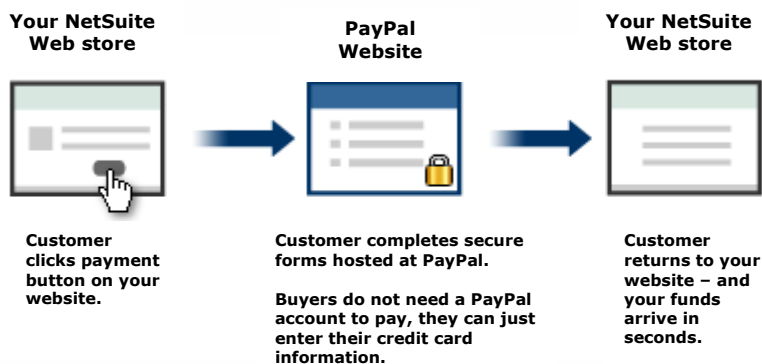 Your NetSuite
Web store
PayPal
Website
Your NetSuite
Web store
Customer
clicks payment
button on your
website.
Customer completes secure
forms hosted at PayPal.
Buyers do not need a PayPal
account to pay, they can just
enter their credit card
information.
Customer
returns to your
website – and
your funds
arrive in
seconds.